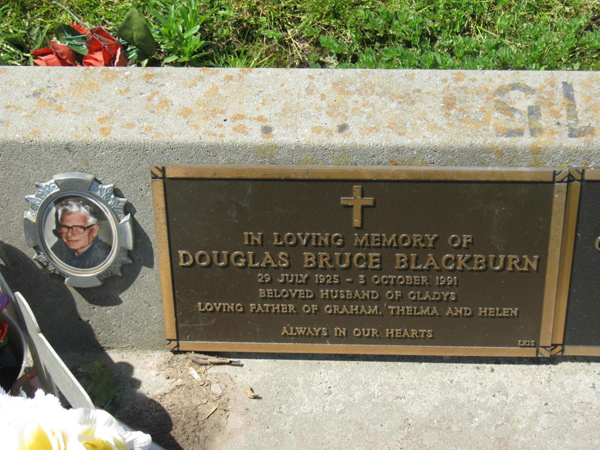 IN LOVING MEMORY OF
DOUGLAS BRUCE BLACKBURN
29 JULY 1925 - 3 OCTOBER 1991
BELOVED HUSBAND OF GLADYS
LOVING FATHER OF GRAHAM, THELMA AND HELEN
ALWAYS IN OUR HEARTS